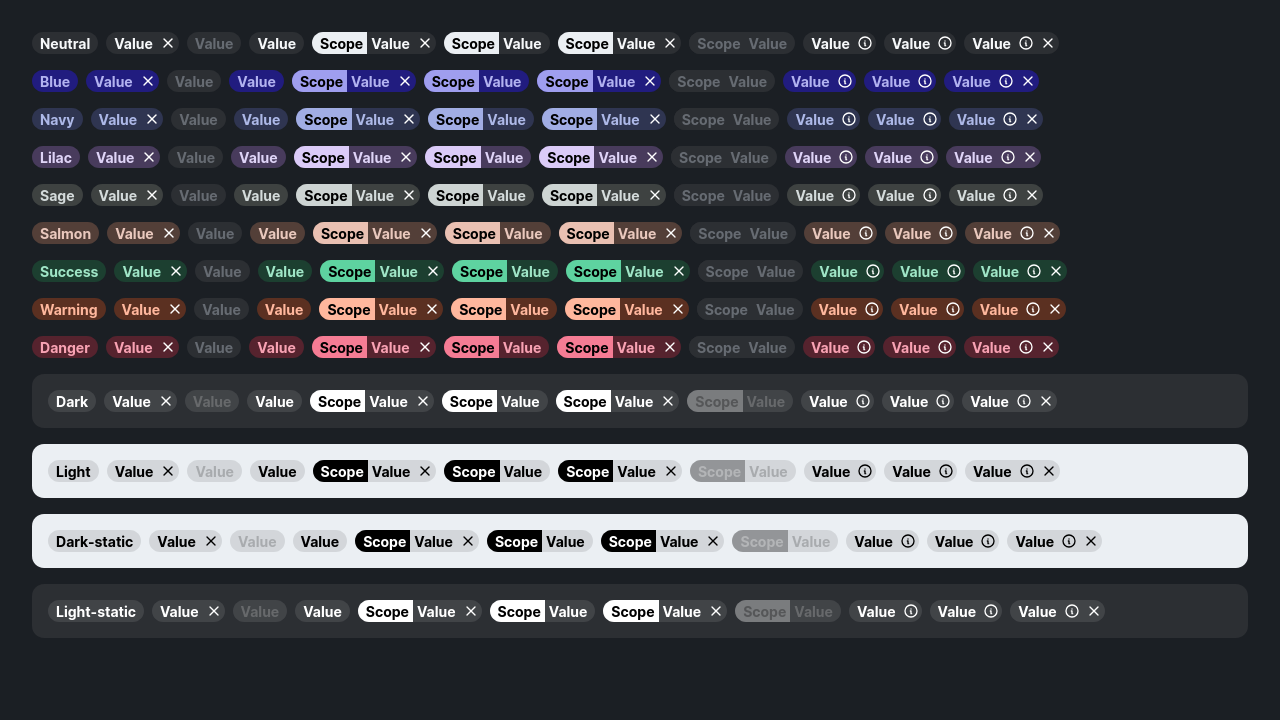 Neutral Value Value Value Scope Value Scope Value Scope Value Scope Value Value Value Value
Blue Value Value Value Scope Value Scope Value Scope Value Scope Value Value Value Value
Navy Value Value Value Scope Value Scope Value Scope Value Scope Value Value Value Value
Lilac Value Value Value Scope Value Scope Value Scope Value Scope Value Value Value Value
Sage Value Value Value Scope Value Scope Value Scope Value Scope Value Value Value Value
Salmon Value Value Value Scope Value Scope Value Scope Value Scope Value Value Value Value
Success Value Value Value Scope Value Scope Value Scope Value Scope Value Value Value Value
Warning Value Value Value Scope Value Scope Value Scope Value Scope Value Value Value Value
Danger Value Value Value Scope Value Scope Value Scope Value Scope Value Value Value Value
Dark Value Value Value Scope Value Scope Value Scope Value Scope Value Value Value Value
Light Value Value Value Scope Value Scope Value Scope Value Scope Value Value Value Value
Dark-static Value Value Value Scope Value Scope Value Scope Value Scope Value Value Value Value
Light-static Value Value Value Scope Value Scope Value Scope Value Scope Value Value Value Value